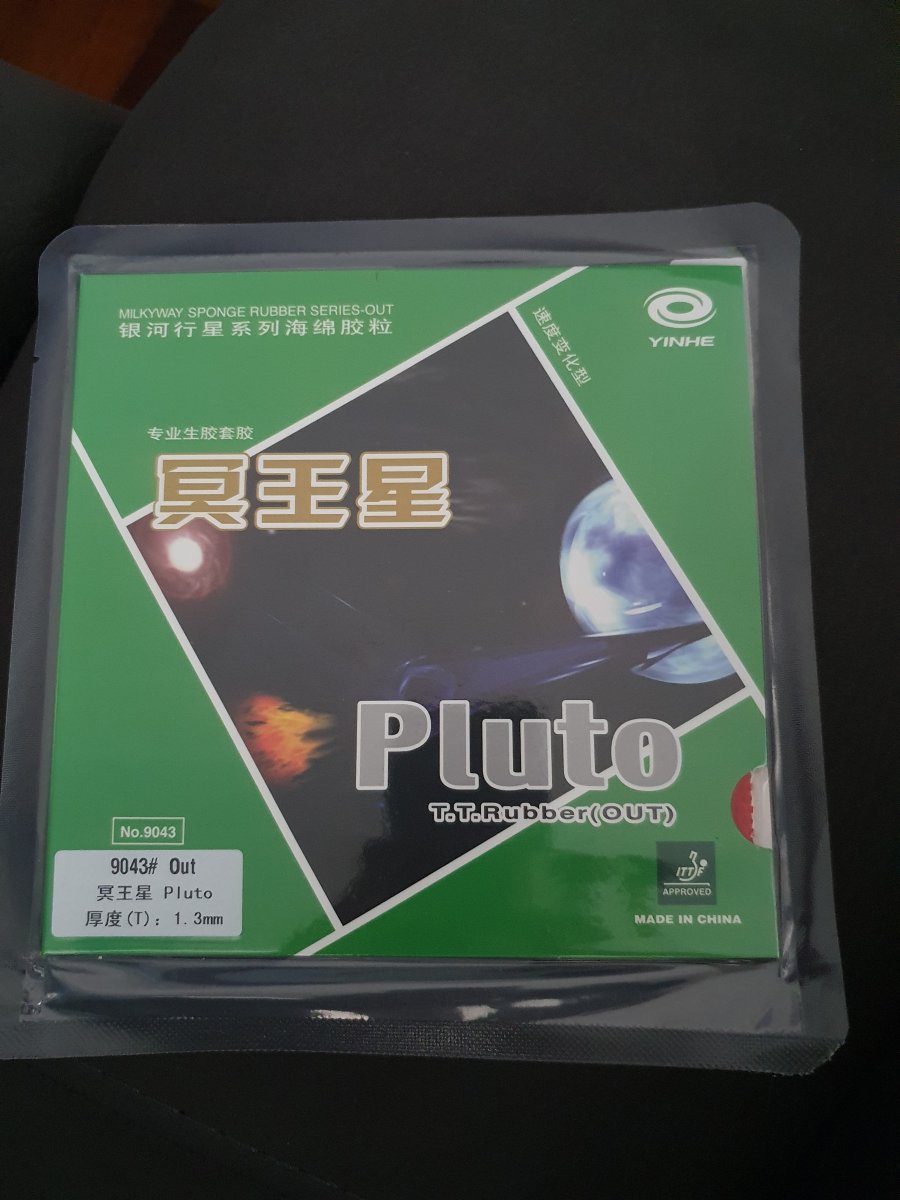 MILKYWAY SPONGE RUBBER SERIES-OUT
银河行星系列海绵胶粒
YINHE
速度变化型
专业生胶套胶
冥王星
Pluto
T.T.Rubber(OUT)
No.9043
9043# Out
冥王星 Pluto
厚度(T): 1.3mm
ITTF
APPROVED
MADE IN CHINA